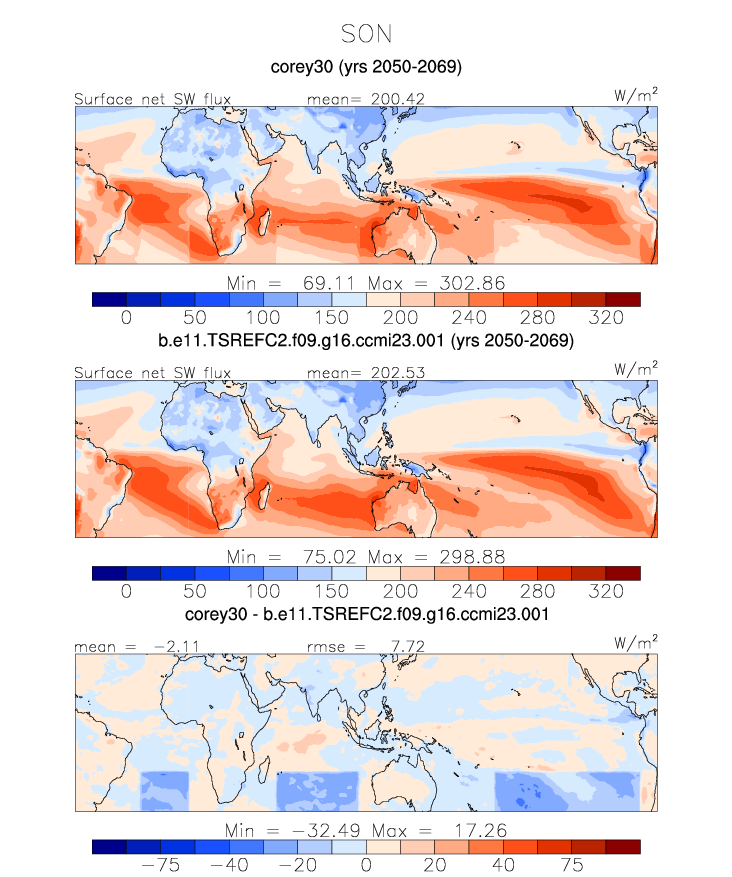 SON
corey30 (yrs 2050-2069)
Surface net SW flux mean= 200.42 W/m²
Min = 69.11 Max = 302.86
0 50 100 150 200 240 280 320
b.e11.TSREFC2.f09.g16.ccmi23.001 (yrs 2050-2069)
Surface net SW flux mean= 202.53 W/m²
Min = 75.02 Max = 298.88
0 50 100 150 200 240 280 320
corey30 - b.e11.TSREFC2.f09.g16.ccmi23.001
mean = -2.11 rmse = 7.72 W/m²
Min = -32.49 Max = 17.26
-75 -40 -20 0 20 40 75